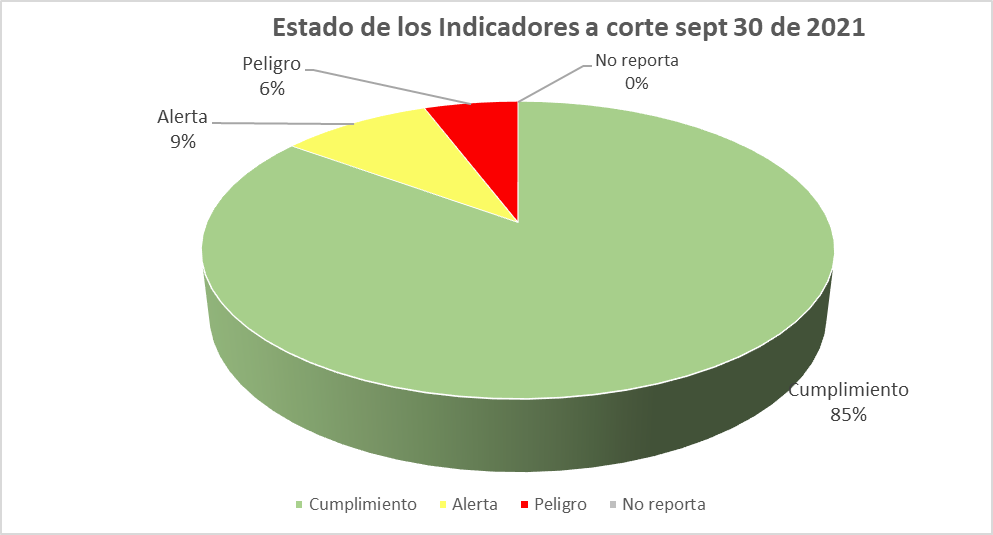 Estado de los Indicadores a corte sept 30 de 2021
Peligro
6%
No reporta
0%
Alerta
9%
Cumplimiento
85%
Cumplimiento Alerta Peligro No reporta